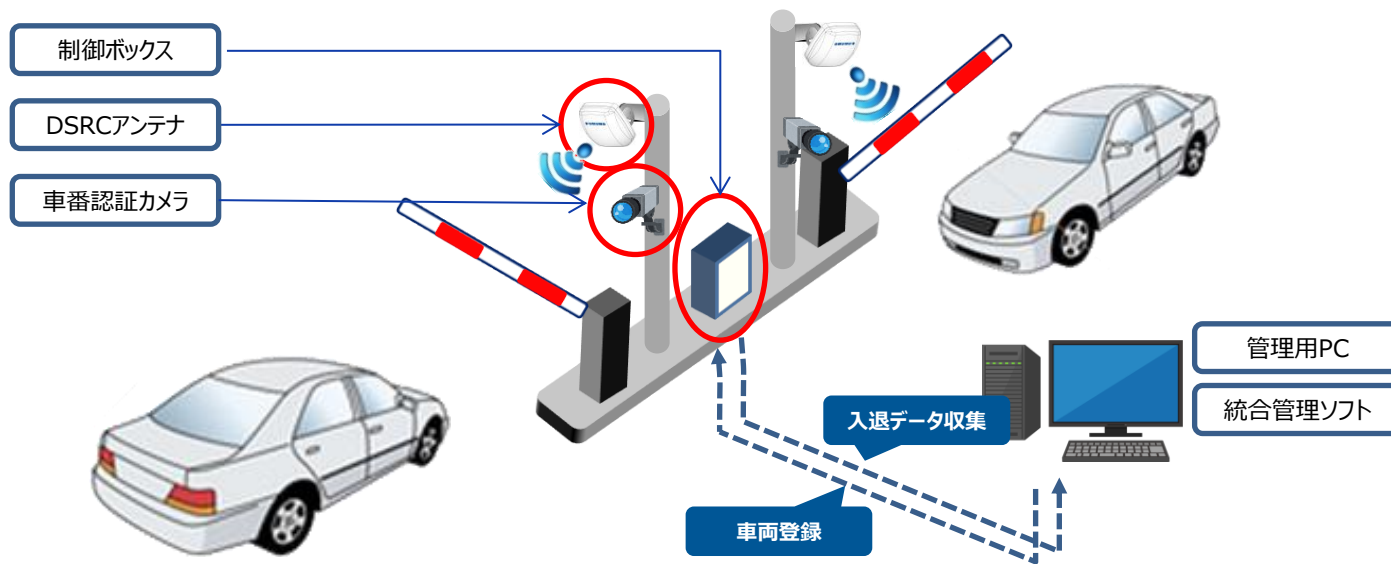 制御ボックス
DSRCアンテナ
車番認証カメラ
管理用PC
統合管理ソフト
入退データ収集
車両登録